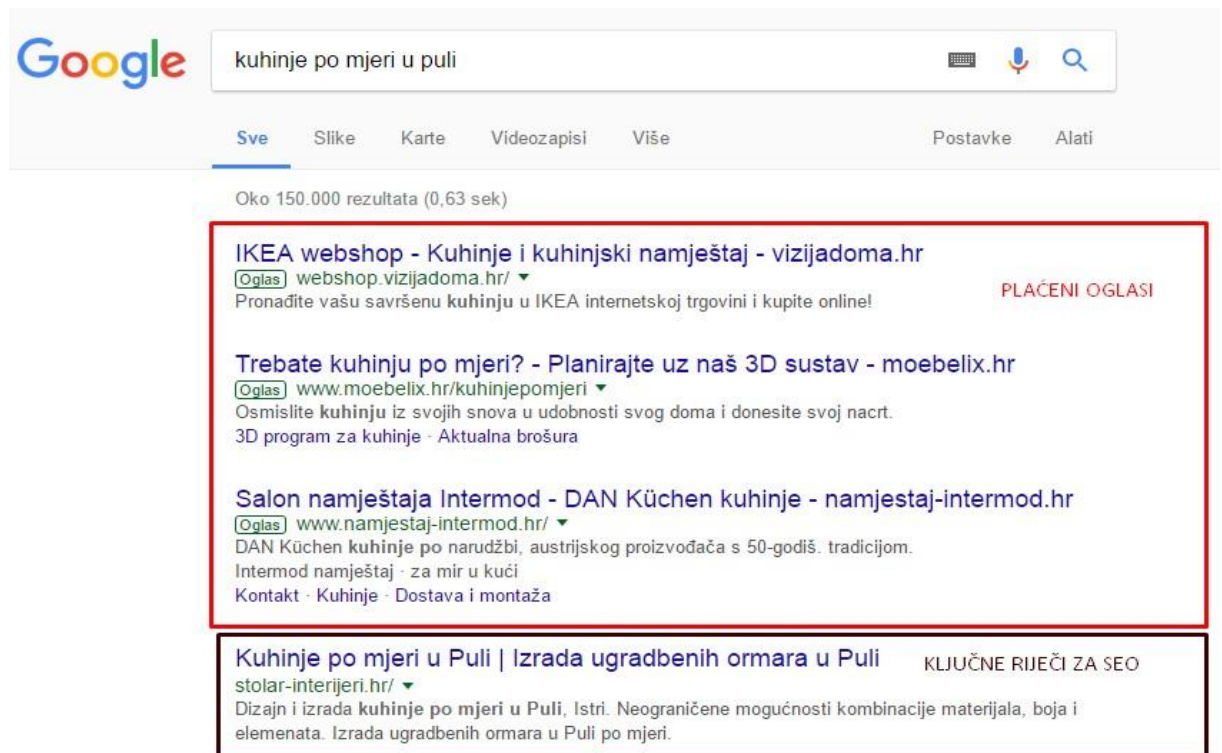 Google
kuhinje po mjeri u puli
Sve Slike Karte Videozapisi Više Postavke Alati
Oko 150.000 rezultata (0,63 sek)
IKEA webshop - Kuhinje i kuhinjski namještaj - vizijadoma.hr
Oglas webshop.vizijadoma.hr/
Pronađite vašu savršenu kuhinju u IKEA internetskoj trgovini i kupite online!
PLAĆENI OGLASI
Trebate kuhinju po mjeri? - Planirajte uz naš 3D sustav - moebelix.hr
Oglas www.moebelix.hr/kuhinjepomjeri
Osmislite kuhinju iz svojih snova u udobnosti svog doma i donesite svoj nacrt.
3D program za kuhinje · Aktualna brošura
Salon namještaja Intermod - DAN Küchen kuhinje - namjestaj-intermod.hr
Oglas www.namjestaj-intermod.hr/
DAN Küchen kuhinje po narudžbi, austrijskog proizvođača s 50-godiš. tradicijom.
Intermod namještaj · za mir u kući
Kontakt · Kuhinje · Dostava i montaža
Kuhinje po mjeri u Puli | Izrada ugradbenih ormara u Puli
KLJUČNE RIJEČI ZA SEO
stolar-interijeri.hr/
Dizajn i izrada kuhinje po mjeri u Puli, Istri. Neograničene mogućnosti kombinacije materijala, boja i
elemenata. Izrada ugradbenih ormara u Puli po mjeri.